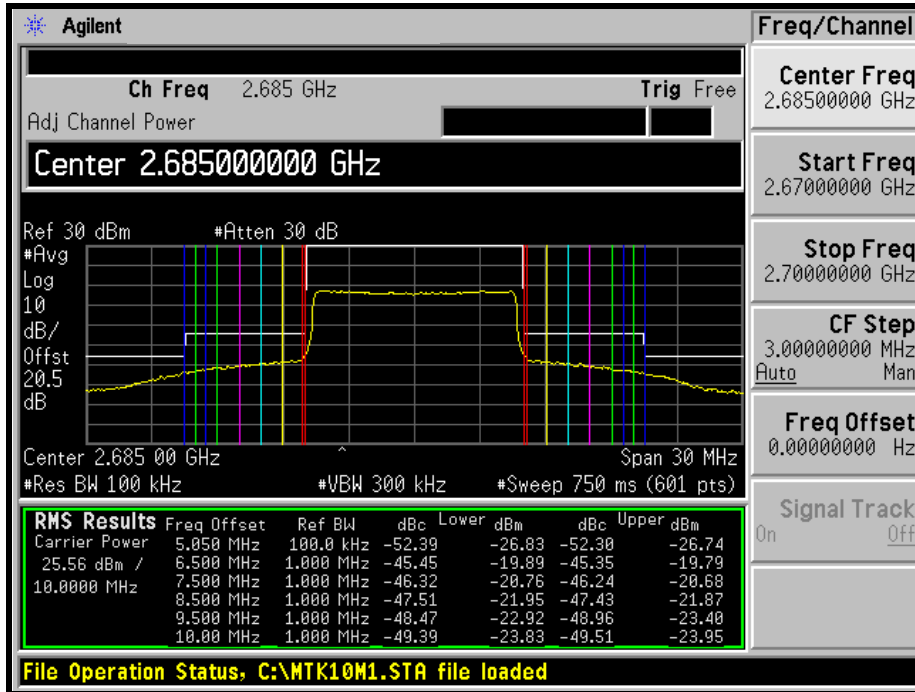 Agilent
Freq/Channel
Ch Freq 2.685 GHz Trig Free
Adj Channel Power
Center 2.685000000 GHz
Center Freq
2.68500000 GHz
Start Freq
2.67000000 GHz
Stop Freq
2.70000000 GHz
CF Step
3.00000000 MHz
Auto Man
Freq Offset
0.00000000 Hz
Signal Track
On Off
Ref 30 dBm #Atten 30 dB
#Avg
Log
10
dB/
Offst
20.5
dB
Center 2.685 00 GHz Span 30 MHz
#Res BW 100 kHz #VBW 300 kHz #Sweep 750 ms (601 pts)
RMS Results Freq Offset Ref BW dBc Lower dBm dBc Upper dBm
Carrier Power 5.050 MHz 100.0 kHz -52.39 -26.83 -52.30 -26.74
25.56 dBm / 6.500 MHz 1.000 MHz -45.45 -19.89 -45.35 -19.79
10.0000 MHz 7.500 MHz 1.000 MHz -46.32 -20.76 -46.24 -20.68
8.500 MHz 1.000 MHz -47.51 -21.95 -47.43 -21.87
9.500 MHz 1.000 MHz -48.47 -22.92 -48.96 -23.40
10.00 MHz 1.000 MHz -49.39 -23.83 -49.51 -23.95
File Operation Status, C:\MTK10M1.STA file loaded